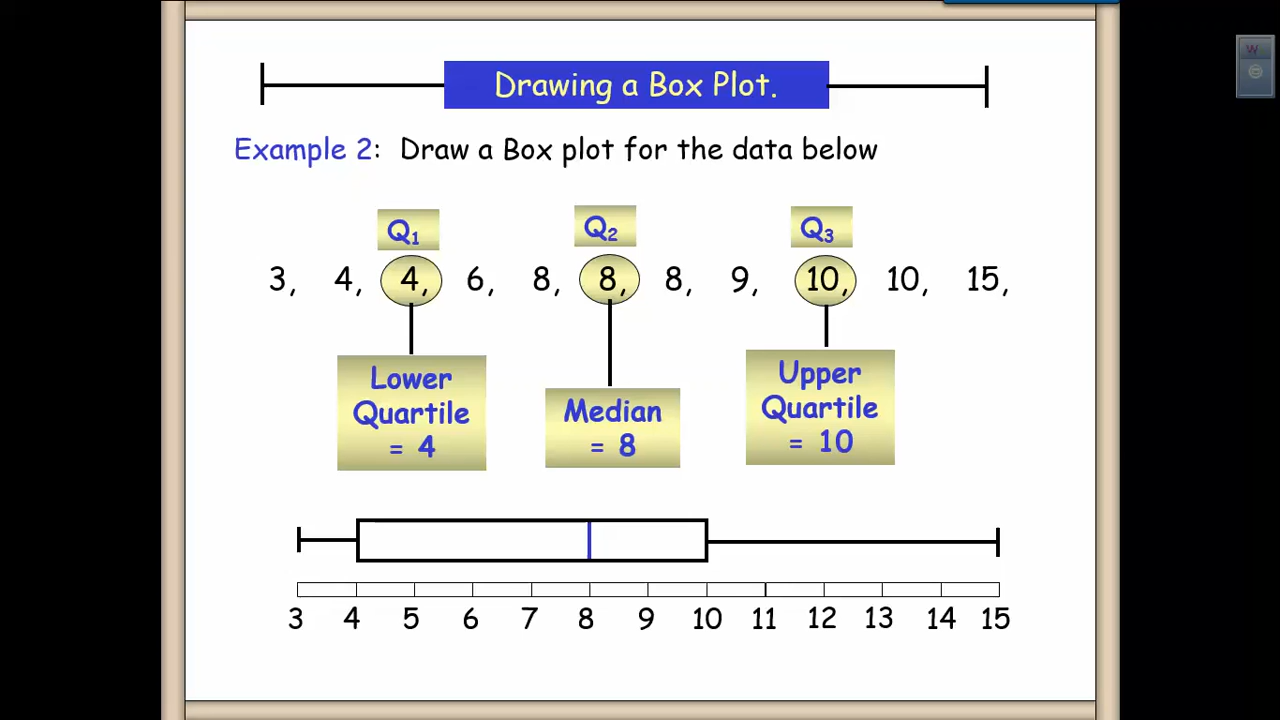 Drawing a Box Plot.
Example 2: Draw a Box plot for the data below
Q1 Q2 Q3
3, 4, 4, 6, 8, 8, 8, 9, 10, 10, 15,
Lower
Quartile
= 4
Median
= 8
Upper
Quartile
= 10
3 4 5 6 7 8 9 10 11 12 13 14 15
W